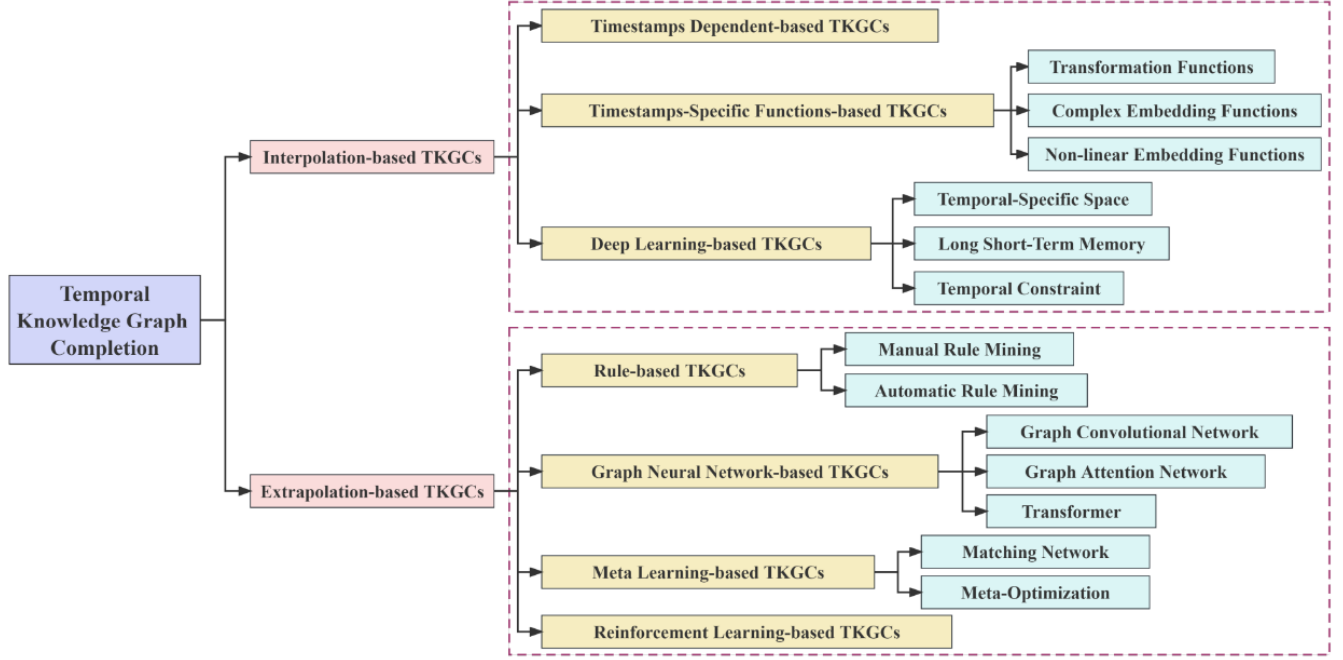 Temporal
Knowledge Graph
Completion
Interpolation-based TKGCs
Timestamps Dependent-based TKGCs
Timestamps-Specific Functions-based TKGCs
Transformation Functions
Complex Embedding Functions
Non-linear Embedding Functions
Deep Learning-based TKGCs
Temporal-Specific Space
Long Short-Term Memory
Temporal Constraint
Extrapolation-based TKGCs
Rule-based TKGCs
Manual Rule Mining
Automatic Rule Mining
Graph Neural Network-based TKGCs
Graph Convolutional Network
Graph Attention Network
Transformer
Meta Learning-based TKGCs
Matching Network
Meta-Optimization
Reinforcement Learning-based TKGCs